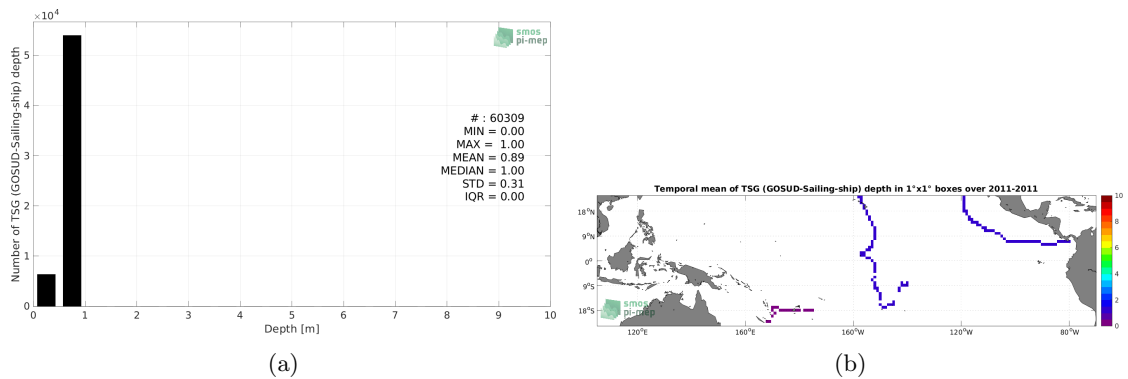 ×10⁴
5
4
3
2
1
0
Number of TSG (GOSUD-Sailing-ship) depth
smos
pi-mep
# : 60309
MIN = 0.00
MAX = 1.00
MEAN = 0.89
MEDIAN = 1.00
STD = 0.31
IQR = 0.00
0 1 2 3 4 5 6 7 8 9 10
Depth [m]
(a)
Temporal mean of TSG (GOSUD-Sailing-ship) depth in 1°x1° boxes over 2011-2011
18°N
9°N
0°
9°S
18°S
smos
pi-mep
120°E 160°E 160°W 120°W 80°W
10
8
6
4
2
0
(b)